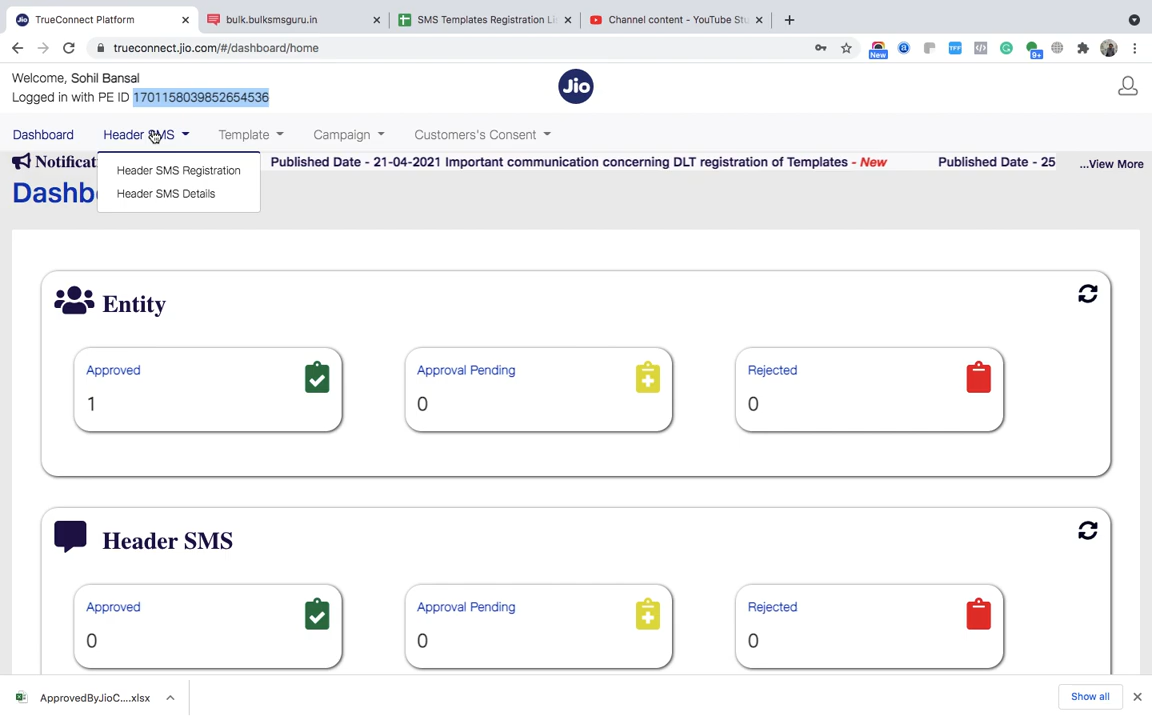 TrueConnect Platform
bulk.bulksmsguru.in
SMS Templates Registration Li
Channel content - YouTube Stu
trueconnect.jio.com/#/dashboard/home
New
TFF
9+
Welcome, Sohil Bansal
Logged in with PE ID 1701158039852654536
Jio
Dashboard
Header SMS
Template
Campaign
Customers's Consent
Notificat
Published Date - 21-04-2021 Important communication concerning DLT registration of Templates - New
Published Date - 25
...View More
Header SMS Registration
Header SMS Details
Dashb
Entity
Approved
1
Approval Pending
0
Rejected
0
Header SMS
Approved
0
Approval Pending
0
Rejected
0
ApprovedByJioC....xlsx
Show all